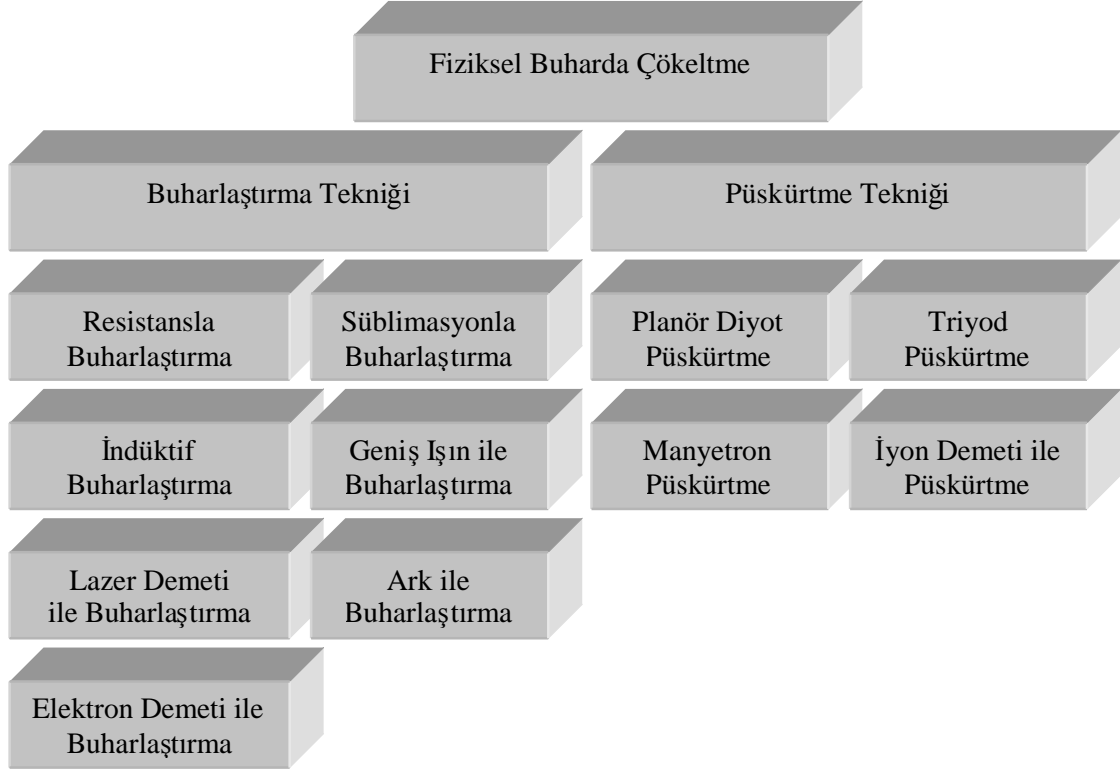 Fiziksel Buharda Çökeltme
Buharlaştırma Tekniği
Püskürtme Tekniği
Resistansla
Buharlaştırma
Süblimasyonla
Buharlaştırma
Planör Diyot
Püskürtme
Triyod
Püskürtme
İndüktif
Buharlaştırma
Geniş Işın ile
Buharlaştırma
Manyetron
Püskürtme
İyon Demeti ile
Püskürtme
Lazer Demeti
ile Buharlaştırma
Ark ile
Buharlaştırma
Elektron Demeti ile
Buharlaştırma